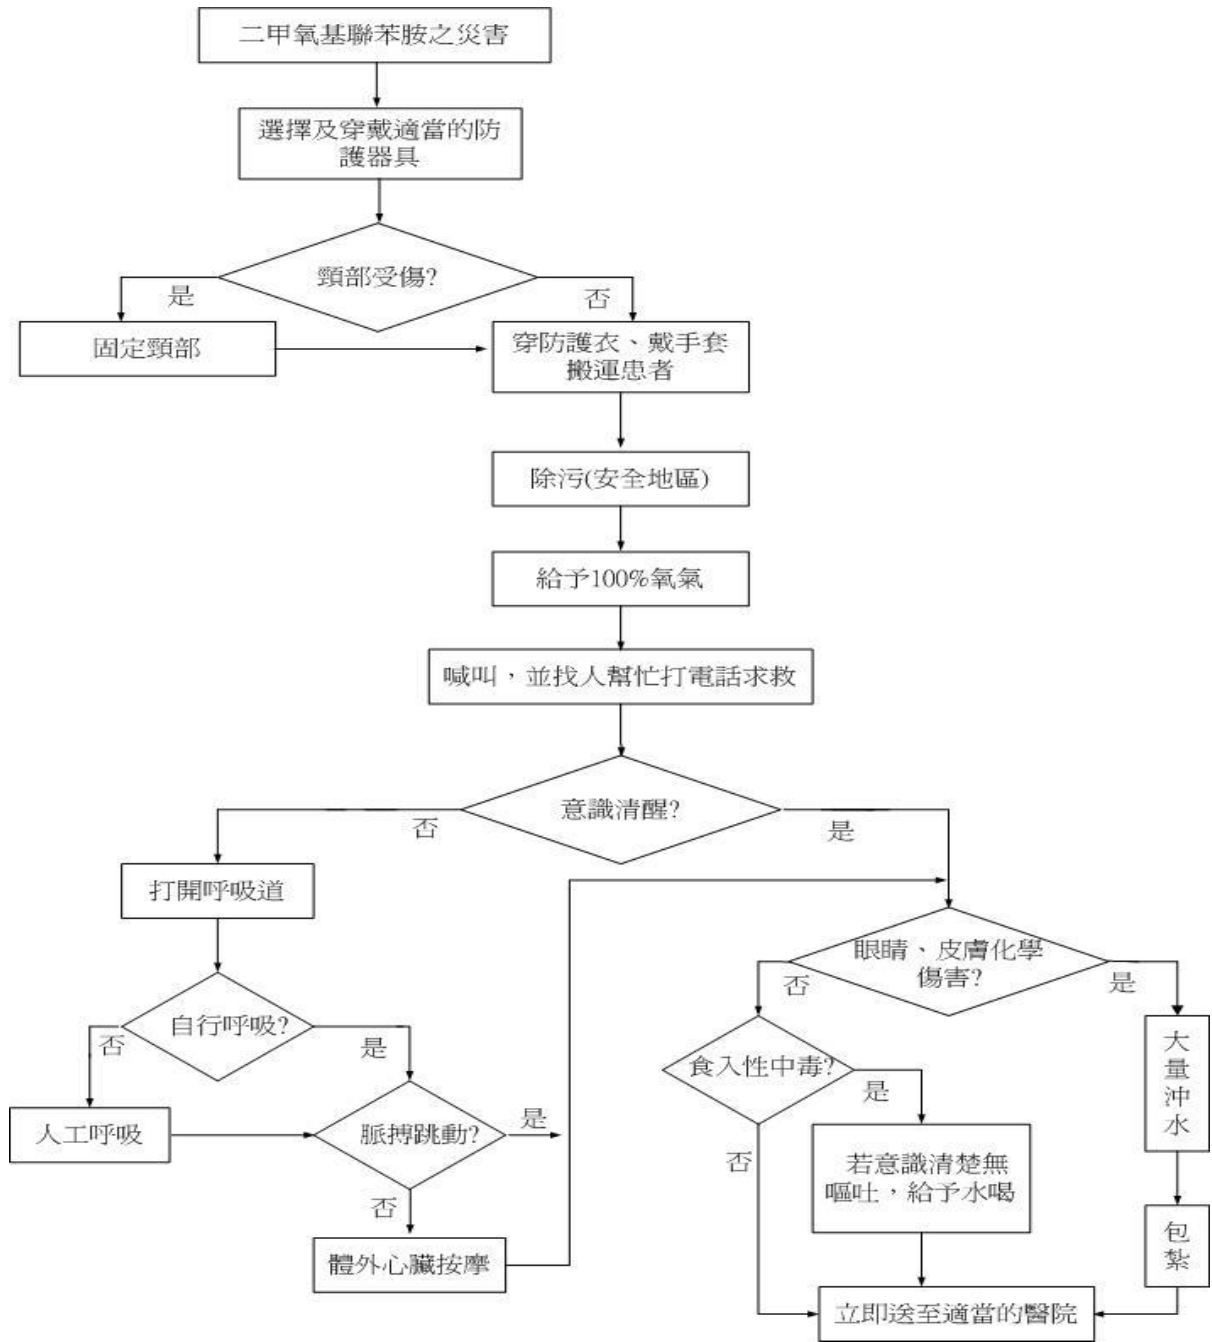 二甲氧基聯苯胺之災害
選擇及穿戴適當的防
護器具
頸部受傷?
是
否
固定頸部
穿防護衣、戴手套
搬運患者
除污(安全地區)
給予100%氧氣
喊叫，並找人幫忙打電話求救
意識清醒?
否
是
打開呼吸道
眼睛、皮膚化學
傷害?
否
是
自行呼吸?
否
是
食入性中毒?
是
否
大
量
沖
水
人工呼吸
脈搏跳動?
是
否
若意識清楚無
嘔吐，給予水喝
包
紮
體外心臟按摩
立即送至適當的醫院